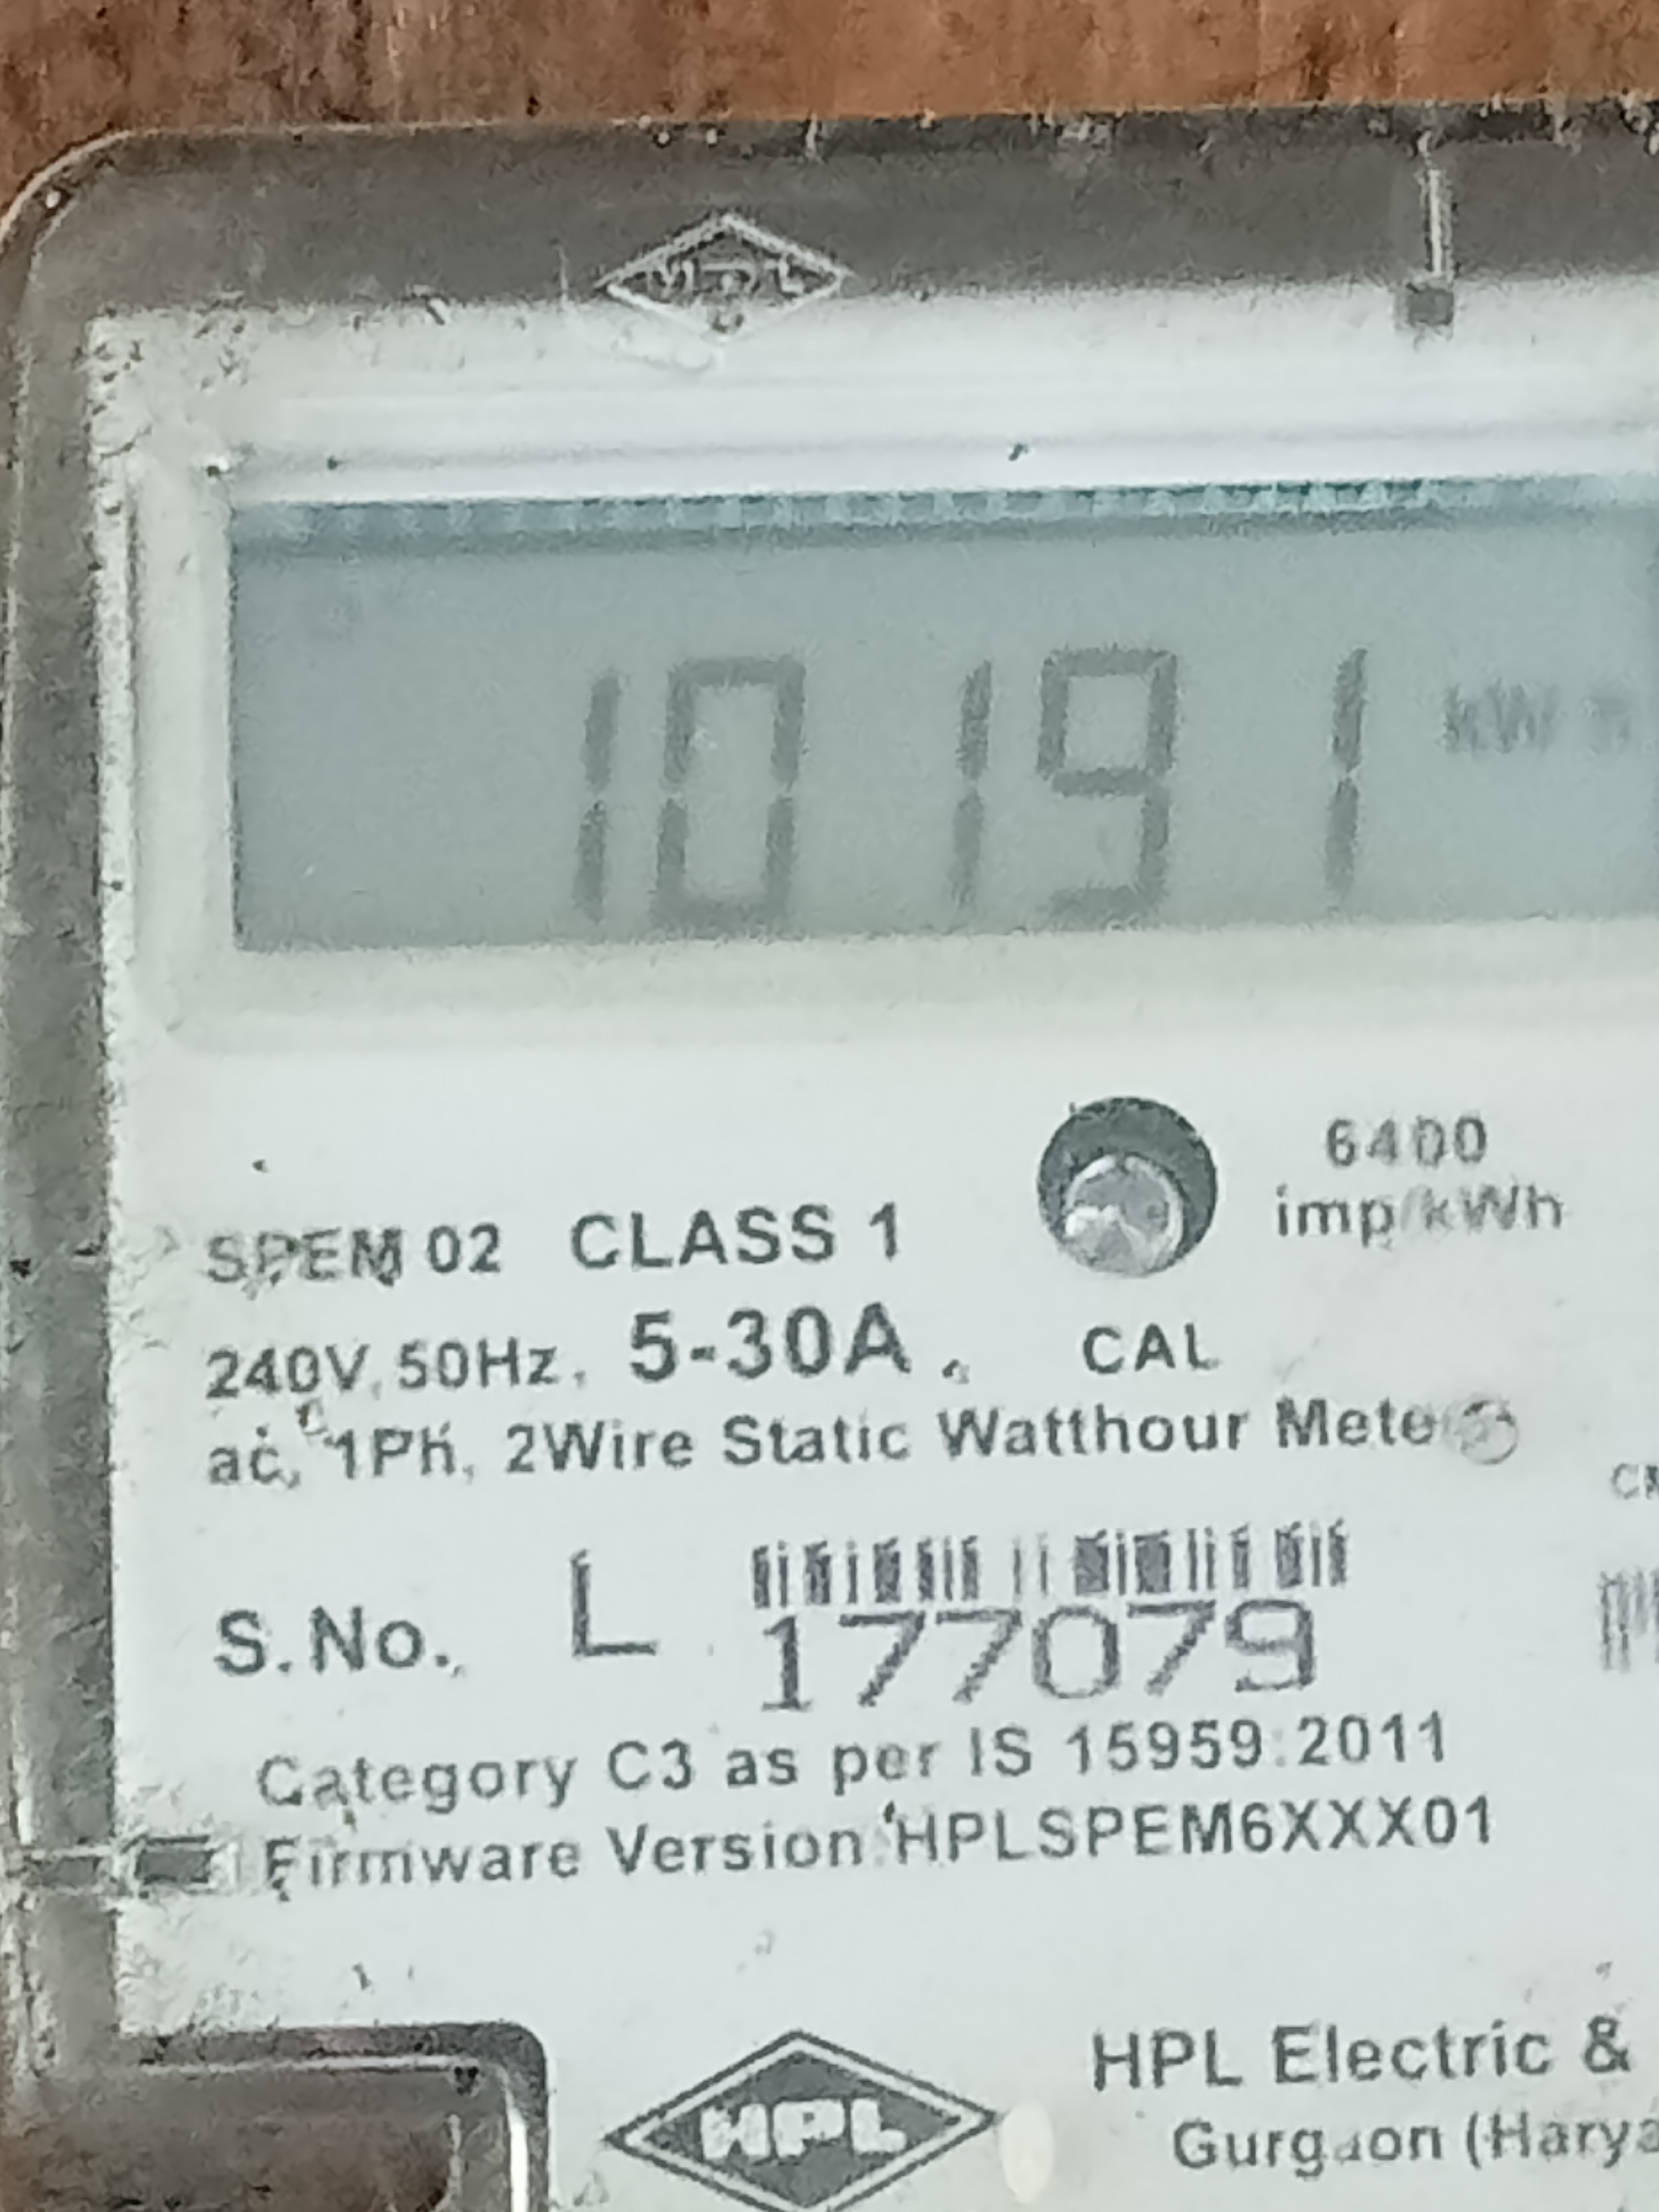 10191 kWh
6400
imp/kWh
SPEM 02 CLASS 1
240V, 50Hz, 5-30A, CAL
ac, 1Ph, 2Wire Static Watthour Mete
S.No. L 177079
Category C3 as per IS 15959:2011
Firmware Version HPLSPEM6XXX01
HPL
HPL Electric &
Gurgaon (Harya